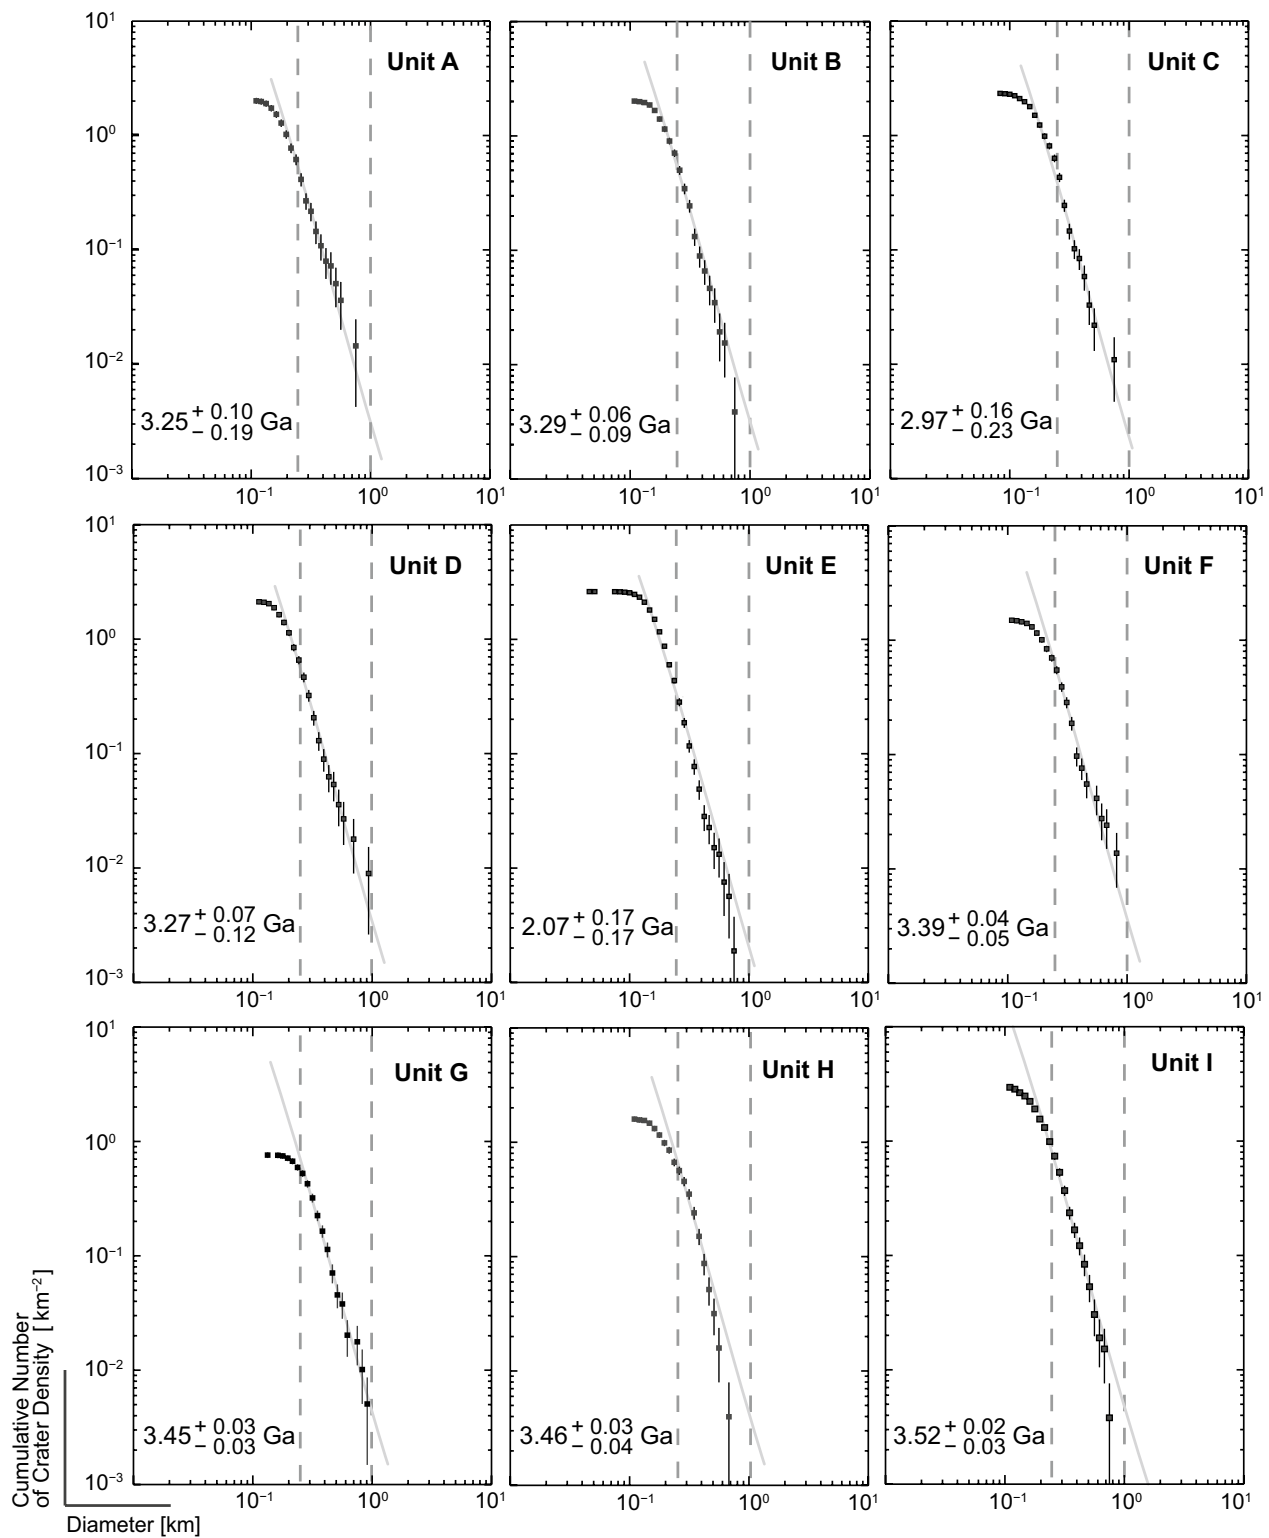 10¹
Unit A
Unit B
Unit C
10⁰
10⁻¹
10⁻²
3.25 + 0.10 − 0.19 Ga
3.29 + 0.06 − 0.09 Ga
2.97 + 0.16 − 0.23 Ga
10⁻³
10⁻¹ 10⁰ 10¹ 10⁻¹ 10⁰ 10¹ 10⁻¹ 10⁰ 10¹
10¹
Unit D
Unit E
Unit F
10⁰
10⁻¹
10⁻²
3.27 + 0.07 − 0.12 Ga
2.07 + 0.17 − 0.17 Ga
3.39 + 0.04 − 0.05 Ga
10⁻³
10⁻¹ 10⁰ 10¹ 10⁻¹ 10⁰ 10¹ 10⁻¹ 10⁰ 10¹
10¹
Unit G
Unit H
Unit I
10⁰
10⁻¹
10⁻²
3.45 + 0.03 − 0.03 Ga
3.46 + 0.03 − 0.04 Ga
3.52 + 0.02 − 0.03 Ga
10⁻³
10⁻¹ 10⁰ 10¹ 10⁻¹ 10⁰ 10¹ 10⁻¹ 10⁰ 10¹
Cumulative Number
of Crater Density [ km⁻² ]
Diameter [km]